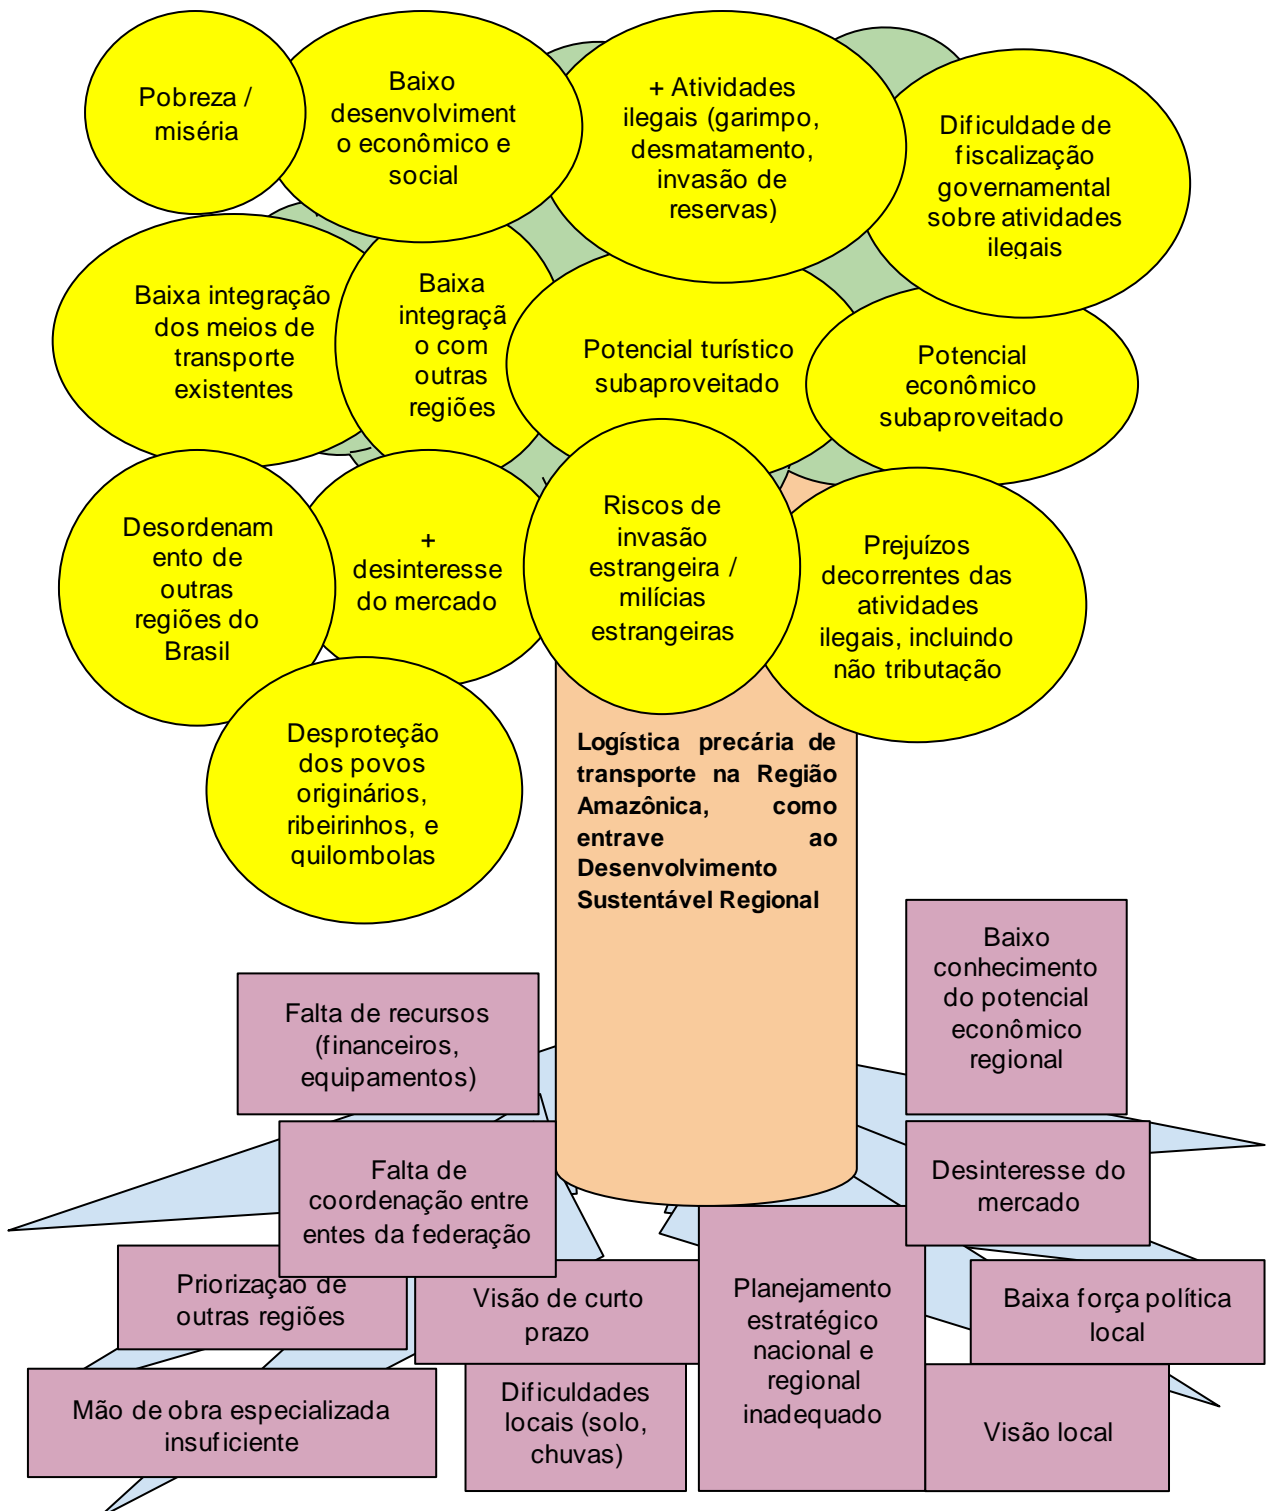 Pobreza /
miséria
Baixo
desenvolviment
o econômico e
social
+ Atividades
ilegais (garimpo,
desmatamento,
invasão de
reservas)
Dificuldade de
fiscalização
governamental
sobre atividades
ilegais
Baixa integração
dos meios de
transporte
existentes
Baixa
integraçã
o com
outras
regiões
Potencial turístico
subaproveitado
Potencial
econômico
subaproveitado
Desordenam
ento de
outras
regiões do
Brasil
+
desinteresse
do mercado
Riscos de
invasão
estrangeira /
milícias
estrangeiras
Prejuízos
decorrentes das
atividades
ilegais, incluindo
não tributação
Desproteção
dos povos
originários,
ribeirinhos, e
quilombolas
Logística precária de
transporte na Região
Amazônica, como
entrave ao
Desenvolvimento
Sustentável Regional
Baixo
conhecimento
do potencial
econômico
regional
Falta de recursos
(financeiros,
equipamentos)
Falta de
coordenação entre
entes da federação
Desinteresse do
mercado
Priorização de
outras regiões
Visão de curto
prazo
Planejamento
estratégico
nacional e
regional
inadequado
Baixa força política
local
Mão de obra especializada
insuficiente
Dificuldades
locais (solo,
chuvas)
Visão local